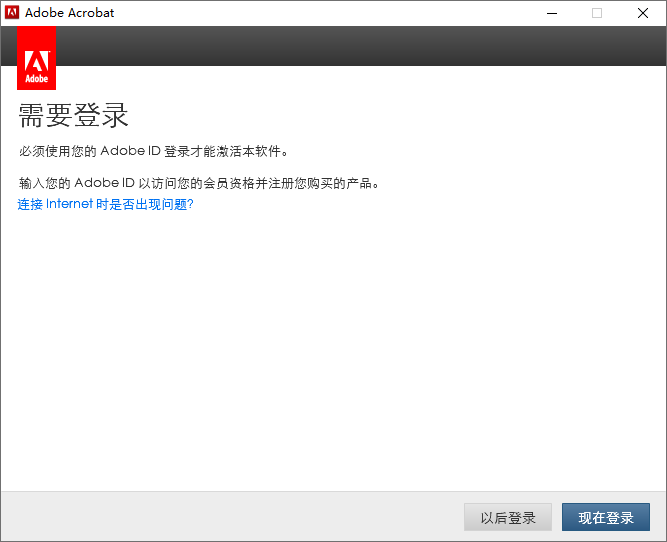 Adobe Acrobat
Adobe
需要登录
必须使用您的 Adobe ID 登录才能激活本软件。
输入您的 Adobe ID 以访问您的会员资格并注册您购买的产品。
连接 Internet 时是否出现问题?
以后登录
现在登录